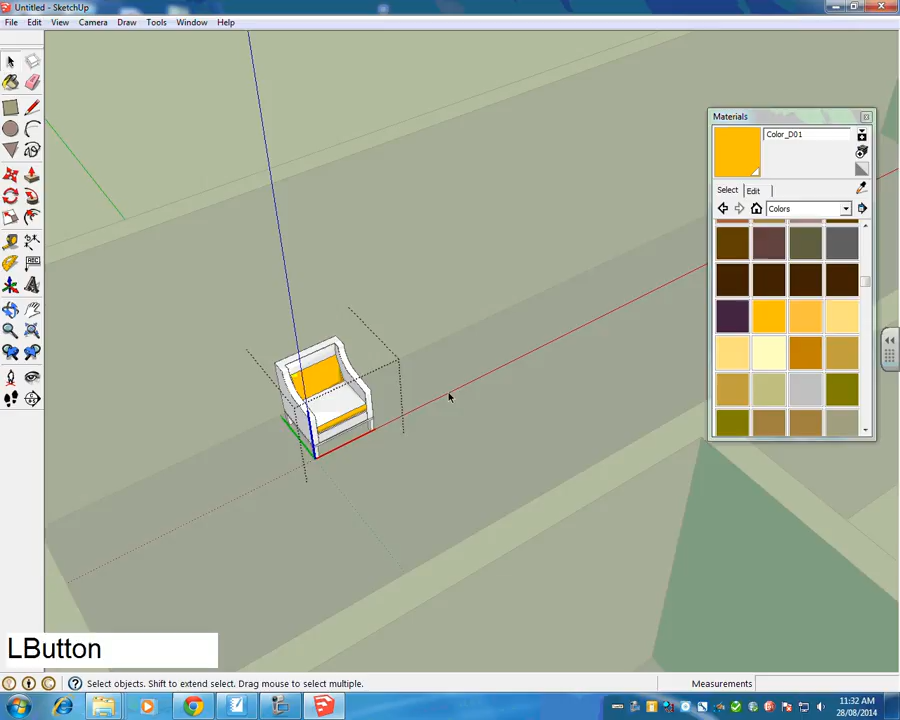 Untitled - SketchUp
File Edit View Camera Draw Tools Window Help
Materials
Color_D01
Select Edit
Colors
ABC
LButton
Select objects. Shift to extend select. Drag mouse to select multiple.
Measurements
11:32 AM
28/08/2014